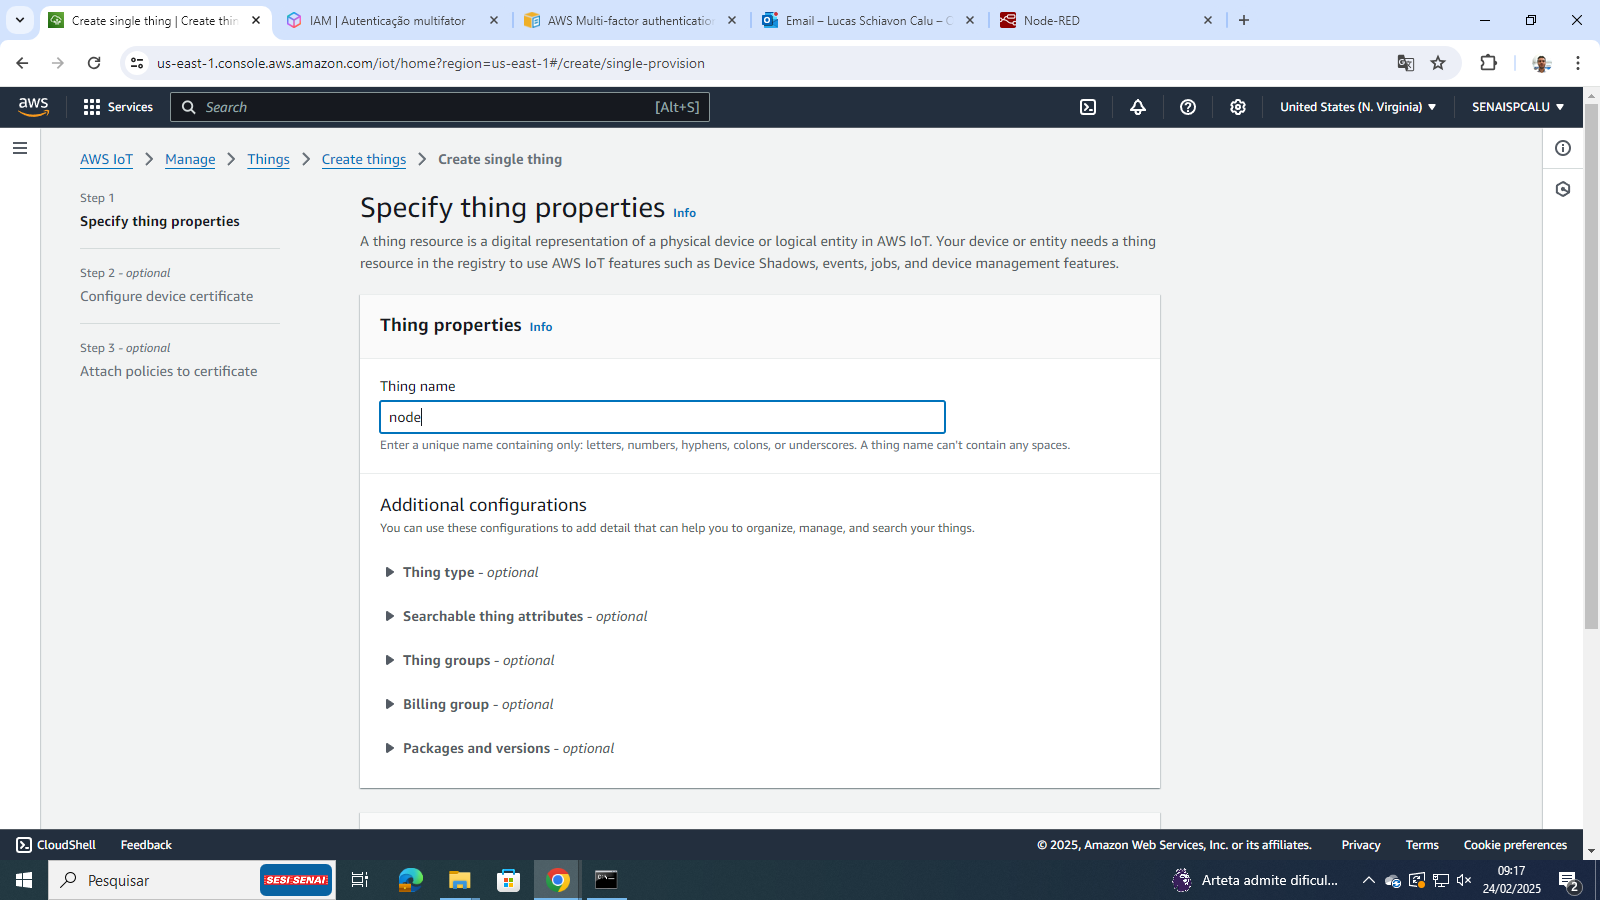 Create single thing | Create thin
IAM | Autenticação multifator
AWS Multi-factor authenticatio
Email – Lucas Schiavon Calu –
Node-RED
us-east-1.console.aws.amazon.com/iot/home?region=us-east-1#/create/single-provision
aws
Services
Search
[Alt+S]
United States (N. Virginia)
SENAISPCALU
AWS IoT
Manage
Things
Create things
Create single thing
Step 1
Specify thing properties
Step 2 - optional
Configure device certificate
Step 3 - optional
Attach policies to certificate
Specify thing properties Info
A thing resource is a digital representation of a physical device or logical entity in AWS IoT. Your device or entity needs a thing
resource in the registry to use AWS IoT features such as Device Shadows, events, jobs, and device management features.
Thing properties Info
Thing name
node
Enter a unique name containing only: letters, numbers, hyphens, colons, or underscores. A thing name can't contain any spaces.
Additional configurations
You can use these configurations to add detail that can help you to organize, manage, and search your things.
Thing type - optional
Searchable thing attributes - optional
Thing groups - optional
Billing group - optional
Packages and versions - optional
CloudShell
Feedback
© 2025, Amazon Web Services, Inc. or its affiliates.
Privacy
Terms
Cookie preferences
Pesquisar
SESI SENAI
Arteta admite dificul...
09:17
24/02/2025
2